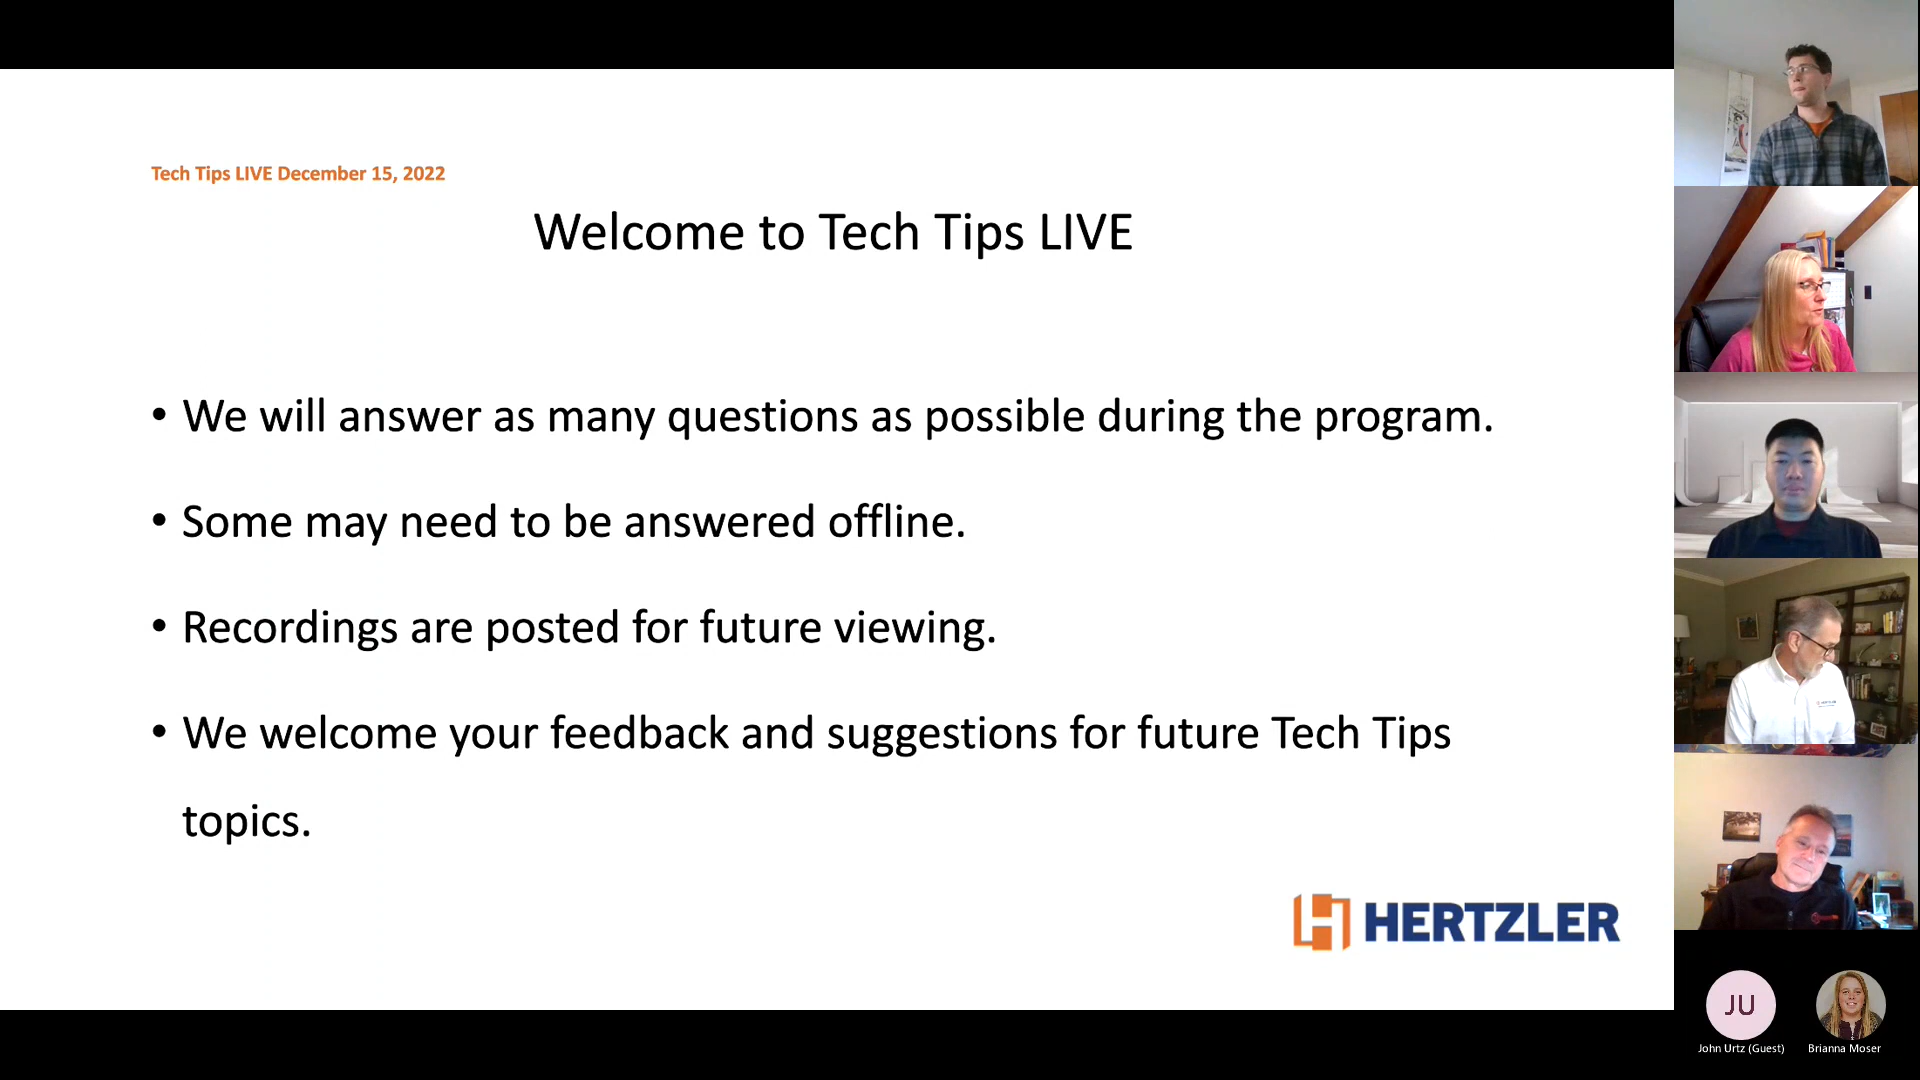 Tech Tips LIVE December 15, 2022
Welcome to Tech Tips LIVE
• We will answer as many questions as possible during the program.
• Some may need to be answered offline.
• Recordings are posted for future viewing.
• We welcome your feedback and suggestions for future Tech Tips
topics.
HERTZLER
JU
John Urtz (Guest)
Brianna Moser